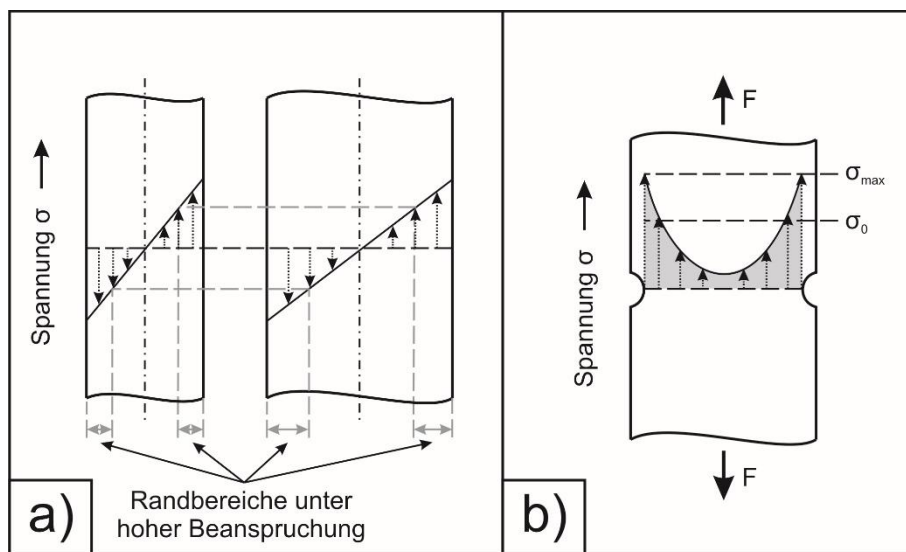 Spannung σ
Randbereiche unter
hoher Beanspruchung
a)
F
σmax
σ0
Spannung σ
F
b)